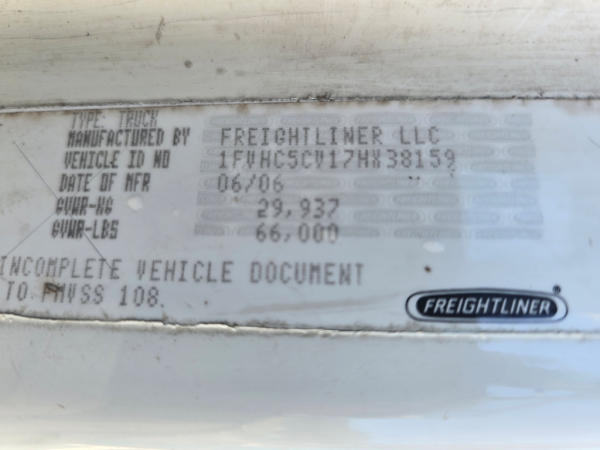 TYPE: TRUCK
MANUFACTURED BY FREIGHTLINER LLC
VEHICLE ID NO 1FVHC5CV17HX38159
DATE OF MFR 06/06
GVWR-KG 29,937
GVWR-LBS 66,000
INCOMPLETE VEHICLE DOCUMENT
TO FMVSS 108.
FREIGHTLINER®